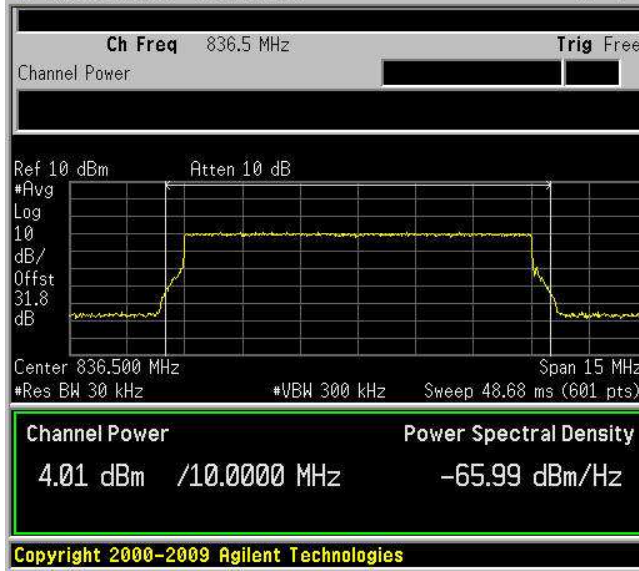 Ch Freq 836.5 MHz Trig Free
Channel Power
Ref 10 dBm Atten 10 dB
#Avg
Log
10
dB/
Offst
31.8
dB
Center 836.500 MHz Span 15 MHz
#Res BW 30 kHz #VBW 300 kHz Sweep 48.68 ms (601 pts)
Channel Power Power Spectral Density
4.01 dBm /10.0000 MHz -65.99 dBm/Hz
Copyright 2000-2009 Agilent Technologies